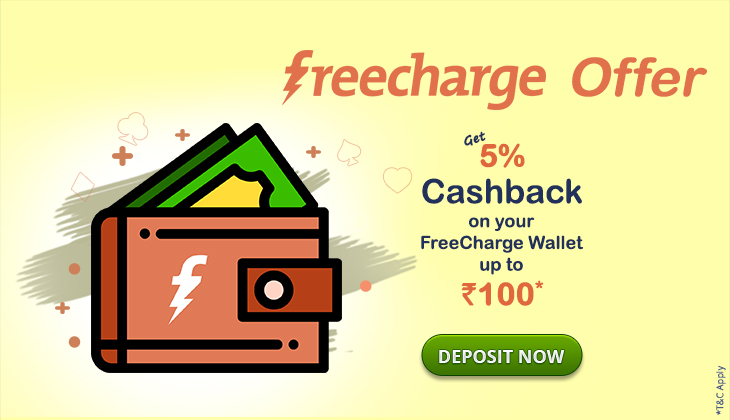 freecharge Offer
Get
5%
Cashback
on your
FreeCharge Wallet
up to
₹100*
DEPOSIT NOW
*T&C Apply